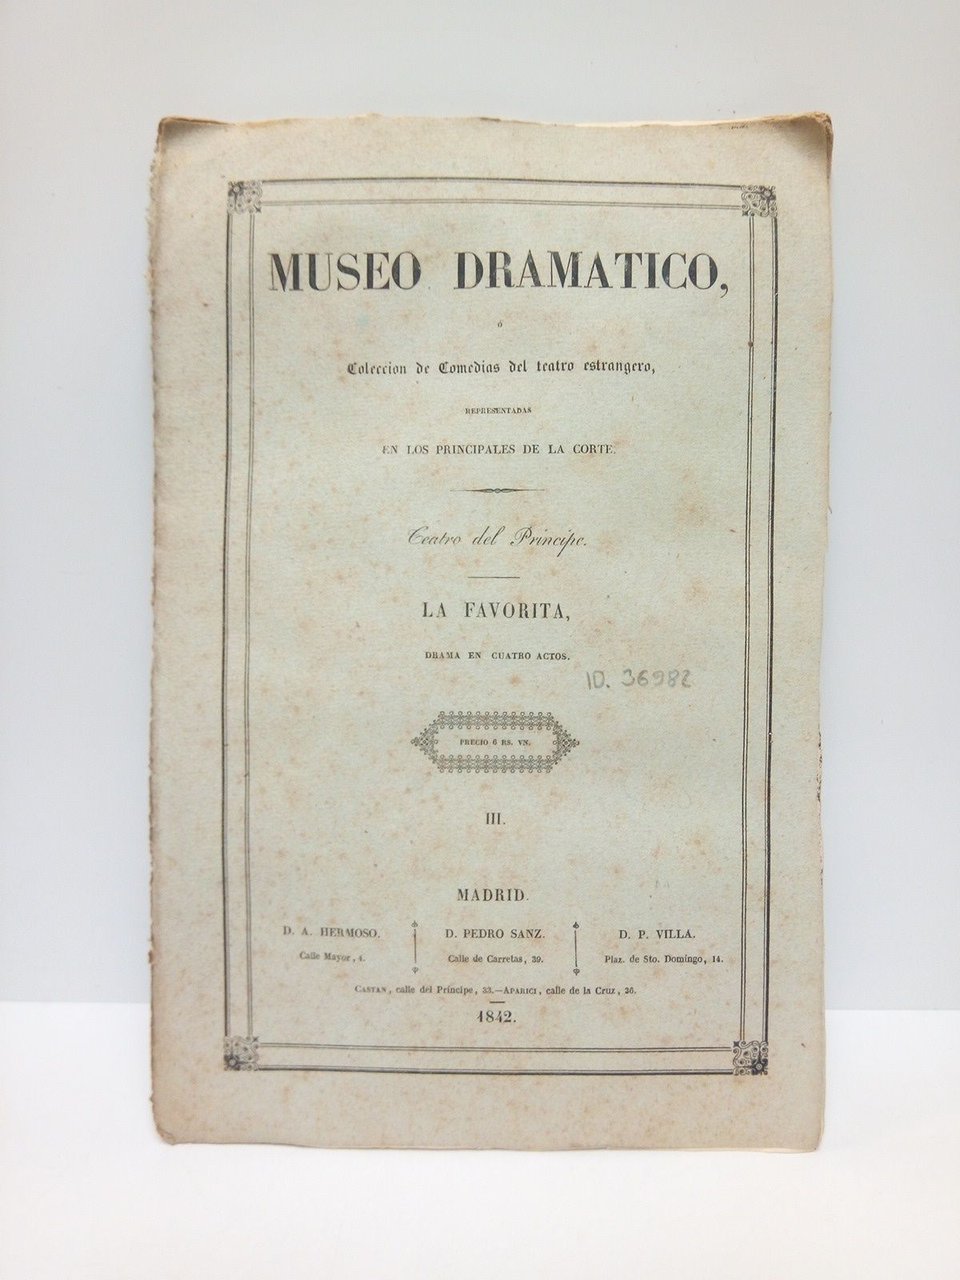 MUSEO DRAMATICO,
ó
Coleccion de Comedias del teatro estrangero,
REPRESENTADAS
EN LOS PRINCIPALES DE LA CORTE.
Teatro del Príncipe.
LA FAVORITA,
DRAMA EN CUATRO ACTOS.
ID. 36982
PRECIO 6 RS. VN.
III.
MADRID.
D. A. HERMOSO. D. PEDRO SANZ. D. P. VILLA.
Calle Mayor, 4. Calle de Carretas, 39. Plaz. de Sto. Domingo, 14.
CASTAN, calle del Príncipe, 33.—APARICI, calle de la Cruz, 26.
1842.